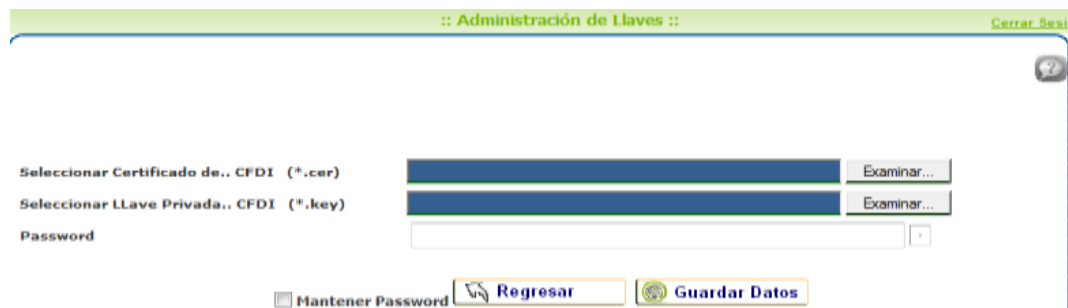 :: Administración de Llaves ::
Cerrar Sesi
Seleccionar Certificado de.. CFDI (*.cer)
Examinar...
Seleccionar LLave Privada.. CFDI (*.key)
Examinar...
Password
Mantener Password
Regresar
Guardar Datos